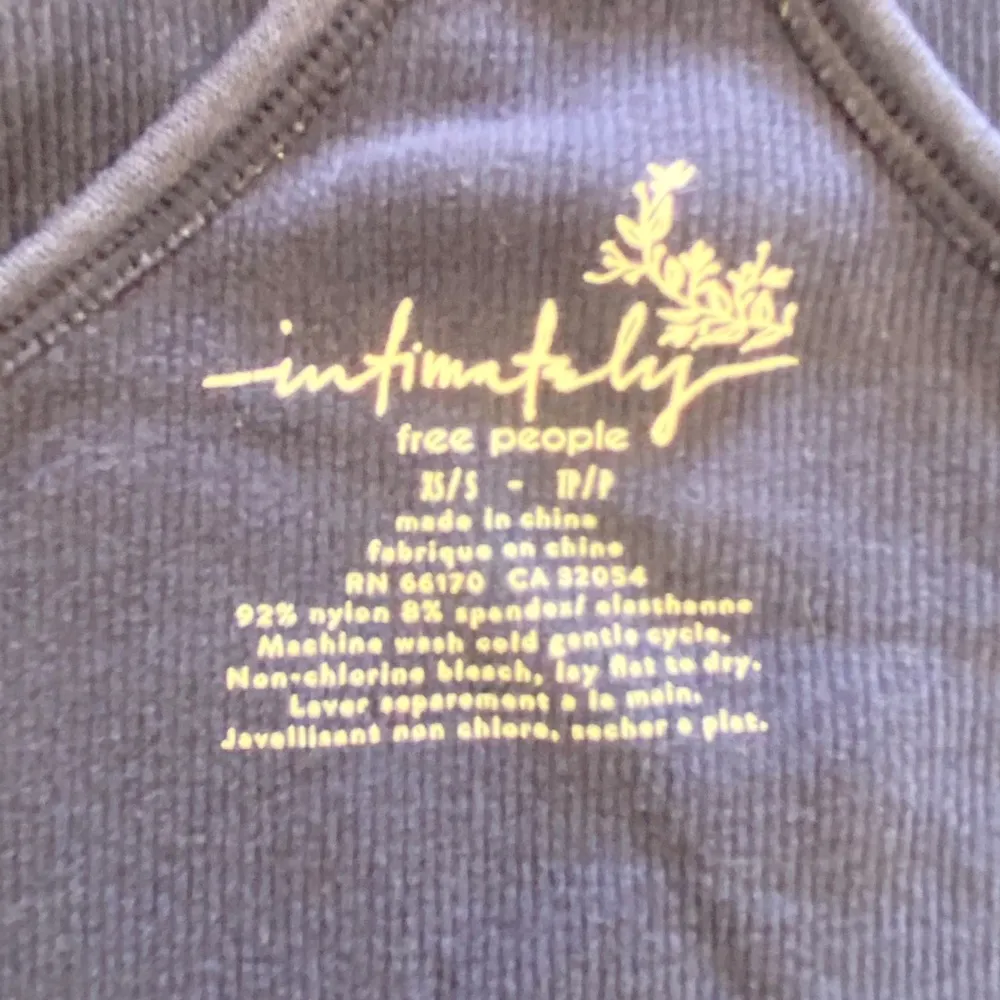 intimately
free people
XS/S - TP/P
made in china
fabrique en chine
RN 66170 CA 32054
92% nylon 8% spandex/ elasthanne
Machine wash cold gentle cycle.
Non-chlorine bleach, lay flat to dry.
Laver separement a la main.
Javellisant non chlore, secher a plat.